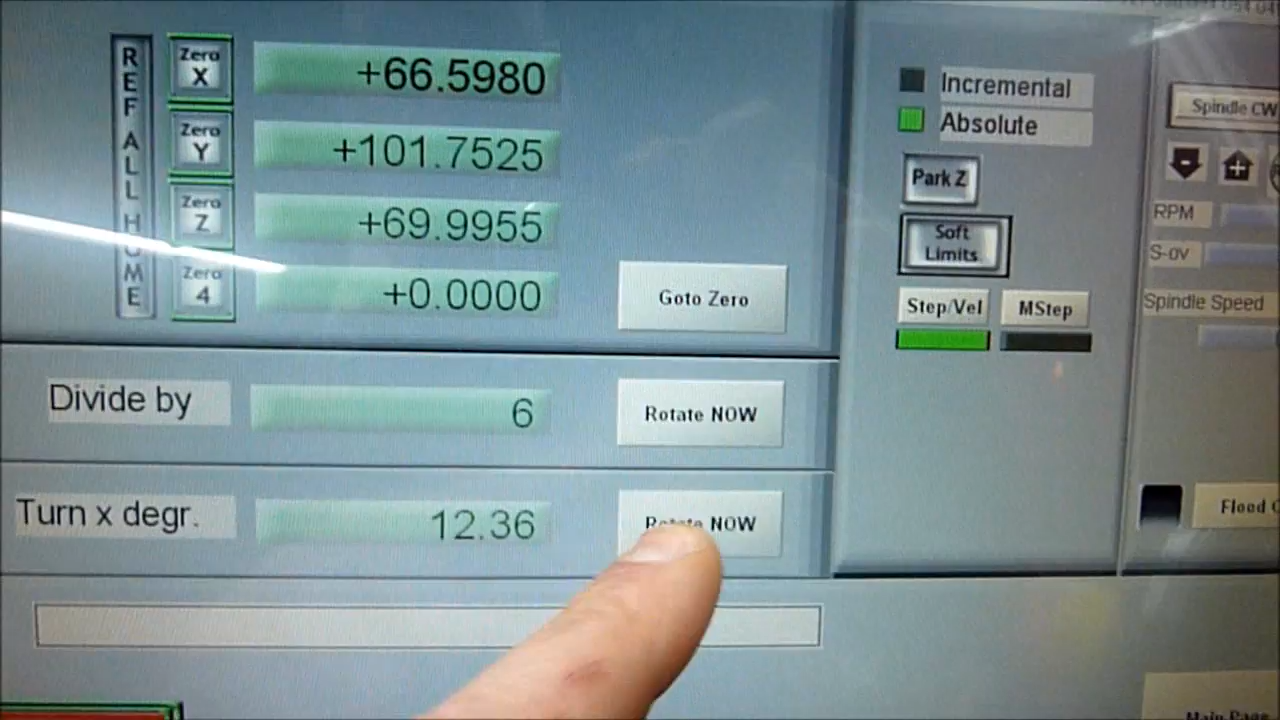 REF ALL HOME
Zero X
+66.5980
Zero Y
+101.7525
Zero Z
+69.9955
Zero 4
+0.0000
Goto Zero
Divide by
6
Rotate NOW
Turn x degr.
12.36
Rotate NOW
Incremental
Absolute
Park Z
Soft
Limits
Step/Vel
MStep
Spindle CW
RPM
S-ov
Spindle Speed
Flood
Main Page